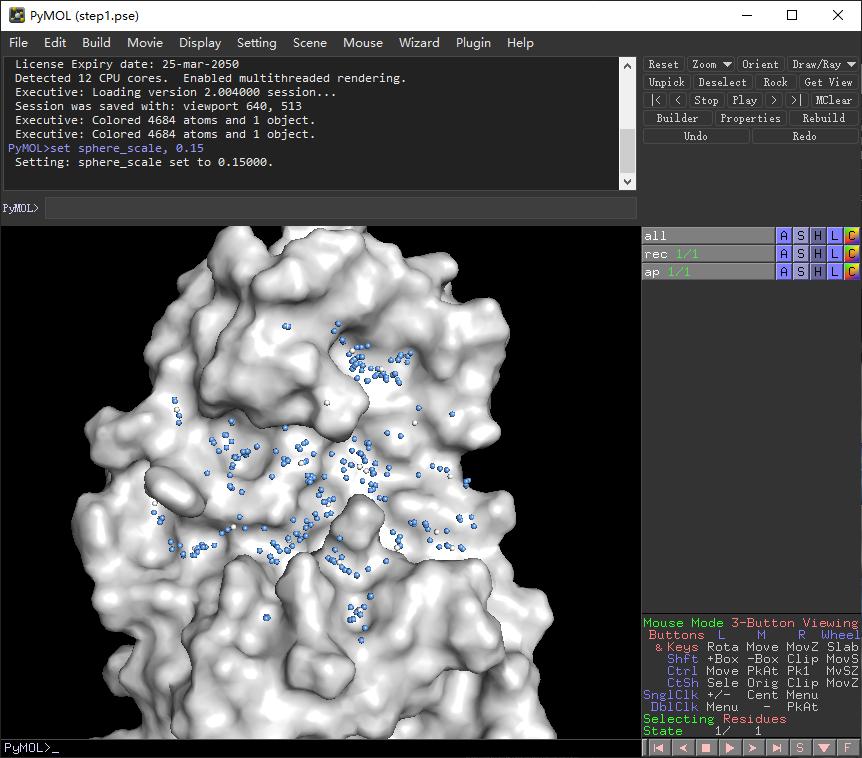 PyMOL (step1.pse)
File Edit Build Movie Display Setting Scene Mouse Wizard Plugin Help
License Expiry date: 25-mar-2050
Detected 12 CPU cores.  Enabled multithreaded rendering.
Executive: Loading version 2.004000 session...
Session was saved with: viewport 640, 513
Executive: Colored 4684 atoms and 1 object.
Executive: Colored 4684 atoms and 1 object.
PyMOL>set sphere_scale, 0.15
Setting: sphere_scale set to 0.15000.
PyMOL>
Reset Zoom Orient Draw/Ray
Unpick Deselect Rock Get View
|< < Stop Play > >| MClear
Builder Properties Rebuild
Undo Redo
all A S H L C
rec 1/1 A S H L C
ap 1/1 A S H L C
Mouse Mode 3-Button Viewing
Buttons L M R Wheel
& Keys Rota Move MovZ Slab
Shft +Box -Box Clip MovS
Ctrl Move PkAt Pk1 MvSZ
CtSh Sele Orig Clip MovZ
SnglClk +/- Cent Menu
DblClk Menu - PkAt
Selecting Residues
State 1/ 1
PyMOL>_
S F